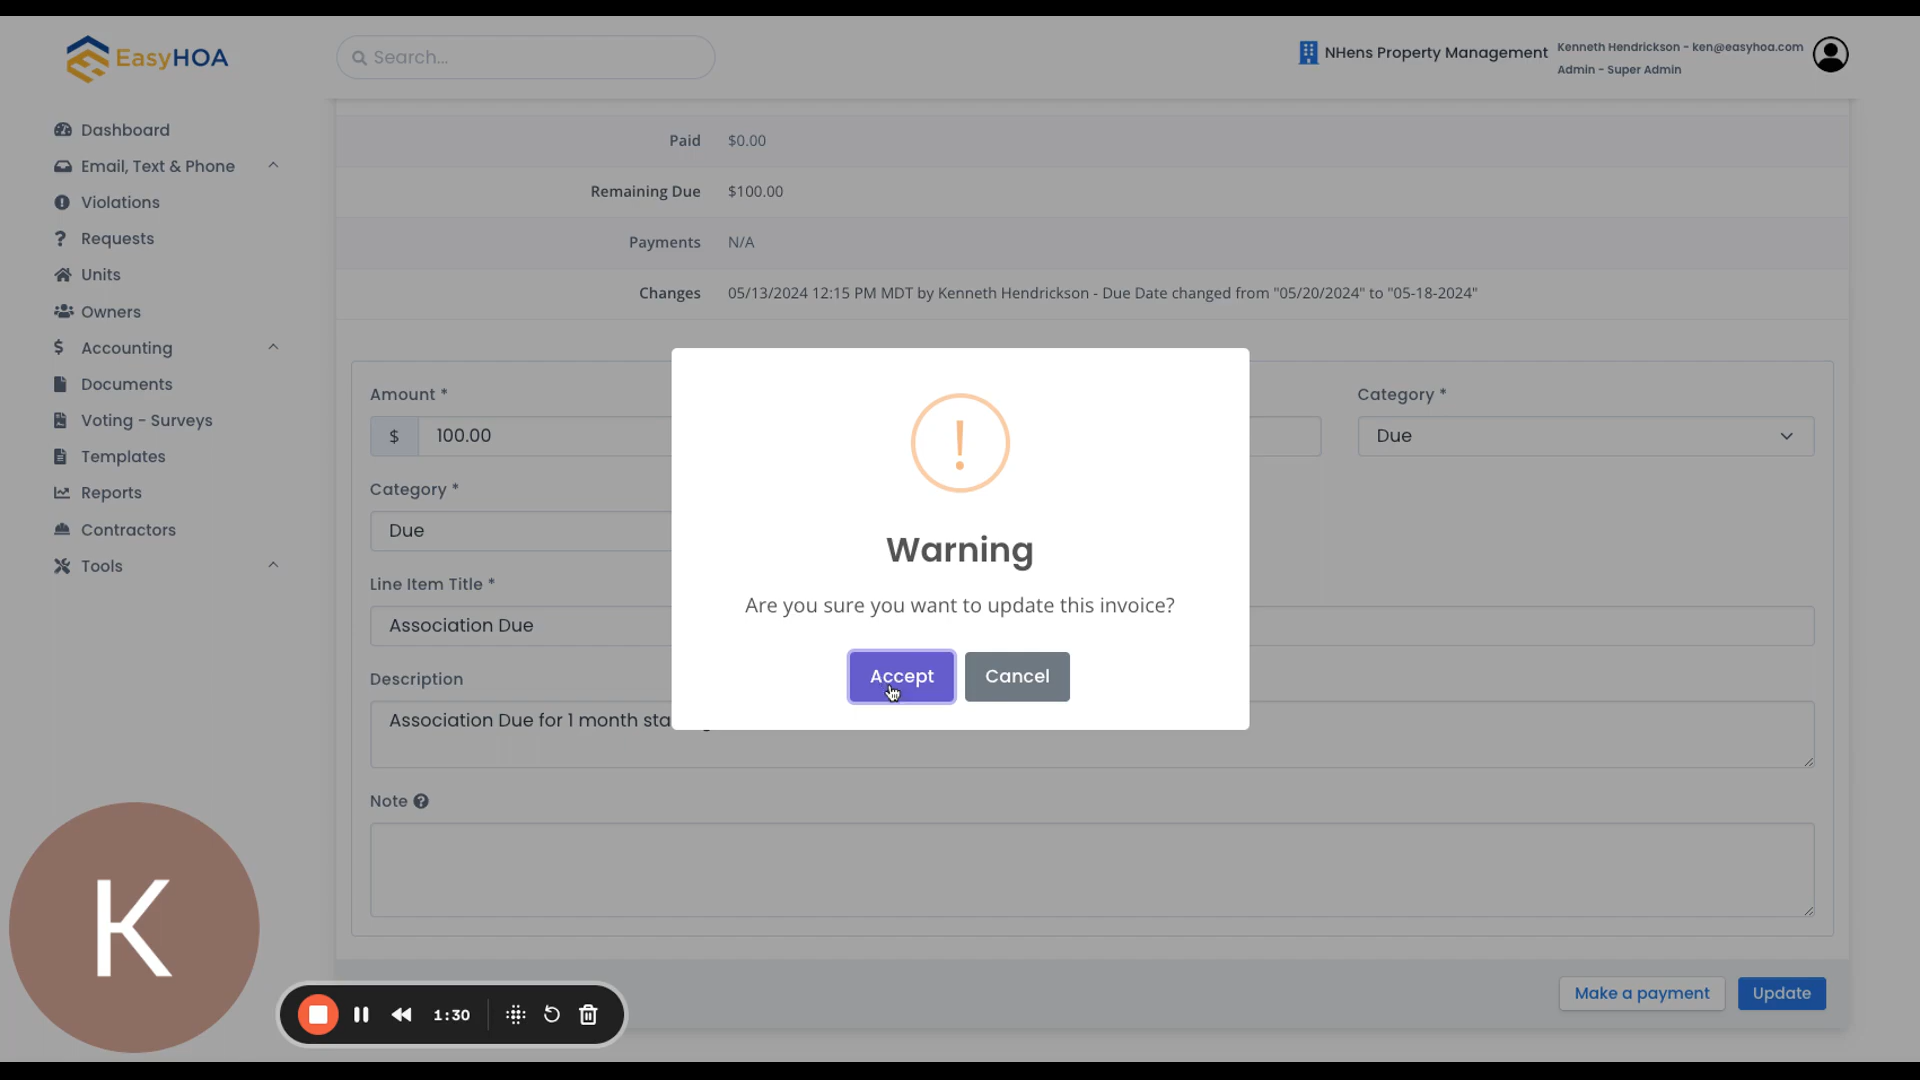 EasyHOA
Search...
NHens Property Management
Kenneth Hendrickson - ken@easyhoa.com
Admin - Super Admin
Dashboard
Email, Text & Phone
Violations
Requests
Units
Owners
Accounting
Documents
Voting - Surveys
Templates
Reports
Contractors
Tools
Paid $0.00
Remaining Due $100.00
Payments N/A
Changes 05/13/2024 12:15 PM MDT by Kenneth Hendrickson - Due Date changed from "05/20/2024" to "05-18-2024"
Amount *
$ 100.00
Category *
Due
Category *
Due
Line Item Title *
Association Due
Description
Association Due for 1 month
Note
!
Warning
Are you sure you want to update this invoice?
Accept
Cancel
Make a payment
Update
K
1:30